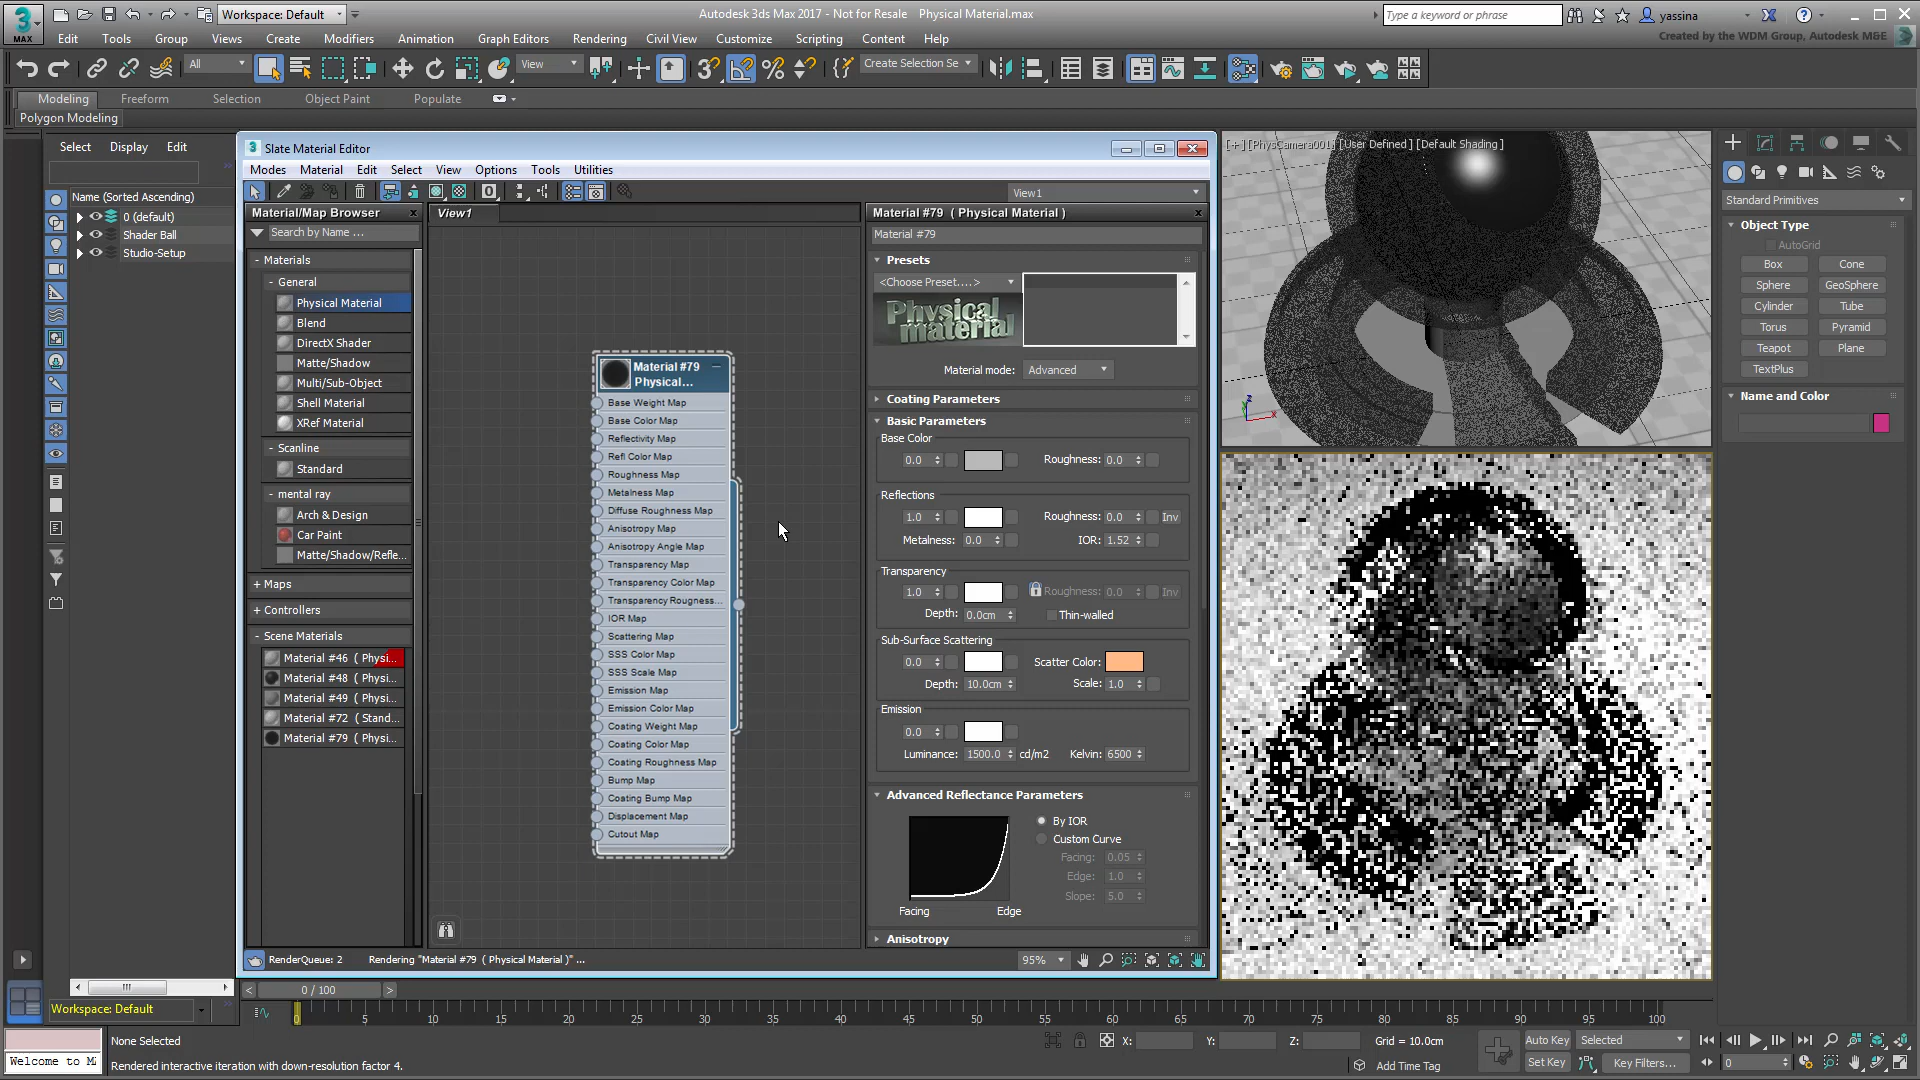 Workspace: Default
Autodesk 3ds Max 2017 - Not for Resale    Physical Material.max
Type a keyword or phrase
yassina
MAX
Edit Tools Group Views Create Modifiers Animation Graph Editors Rendering Civil View Customize Scripting Content Help
Created by the WDM Group, Autodesk M&E
All
View
Create Selection Se
Modeling Freeform Selection Object Paint Populate
Polygon Modeling
Select Display Edit
Name (Sorted Ascending)
0 (default)
Shader Ball
Studio-Setup
Slate Material Editor
Modes Material Edit Select View Options Tools Utilities
View1
Material/Map Browser
Search by Name ...
- Materials
- General
Physical Material
Blend
DirectX Shader
Matte/Shadow
Multi/Sub-Object
Shell Material
XRef Material
- Scanline
Standard
- mental ray
Arch & Design
Car Paint
Matte/Shadow/Refle...
+ Maps
+ Controllers
- Scene Materials
Material #46 ( Physi...
Material #48 ( Physi...
Material #49 ( Physi...
Material #72 ( Stand...
Material #79 ( Physi...
View1
Material #79
Physical...
Base Weight Map
Base Color Map
Reflectivity Map
Refl Color Map
Roughness Map
Metalness Map
Diffuse Roughness Map
Anisotropy Map
Anisotropy Angle Map
Transparency Map
Transparency Color Map
Transparency Rougness...
IOR Map
Scattering Map
SSS Color Map
SSS Scale Map
Emission Map
Emission Color Map
Coating Weight Map
Coating Color Map
Coating Roughness Map
Bump Map
Coating Bump Map
Displacement Map
Cutout Map
Material #79 ( Physical Material )
Material #79
Presets
<Choose Preset....>
Physical material
Material mode: Advanced
Coating Parameters
Basic Parameters
Base Color
0.0 Roughness: 0.0
Reflections
1.0 Roughness: 0.0 Inv
Metalness: 0.0 IOR: 1.52
Transparency
1.0 Roughness: 0.0 Inv
Depth: 0.0cm Thin-walled
Sub-Surface Scattering
0.0 Scatter Color:
Depth: 10.0cm Scale: 1.0
Emission
0.0
Luminance: 1500.0 cd/m2 Kelvin: 6500
Advanced Reflectance Parameters
By IOR
Custom Curve
Facing: 0.05
Edge: 1.0
Slope: 5.0
Facing Edge
Anisotropy
RenderQueue: 2 Rendering "Material #79 ( Physical Material )" ...
95%
[+] [PhysCamera001] [User Defined ] [Default Shading ]
z
x
Standard Primitives
Object Type
AutoGrid
Box Cone
Sphere GeoSphere
Cylinder Tube
Torus Pyramid
Teapot Plane
TextPlus
Name and Color
Workspace: Default
< 0 / 100 >
5 10 15 20 25 30 35 40 45 50 55 60 65 70 75 80 85 90 95 100
None Selected
X: Y: Z: Grid = 10.0cm
Auto Key Selected
Welcome to M
Rendered interactive iteration with down-resolution factor 4.
Add Time Tag
Set Key Key Filters...
0